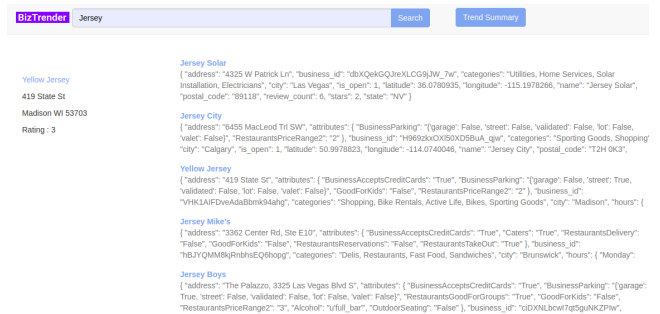 BizTrender
Jersey
Search
Trend Summary
Yellow Jersey
419 State St
Madison WI 53703
Rating : 3
Jersey Solar
{ "address": "4325 W Patrick Ln", "business_id": "dbXQekGQJreXLCG9jJW_7w", "categories": "Utilities, Home Services, Solar
Installation, Electricians", "city": "Las Vegas", "is_open": 1, "latitude": 36.0780935, "longitude": -115.1978266, "name": "Jersey Solar",
"postal_code": "89118", "review_count": 6, "stars": 2, "state": "NV" }
Jersey City
{ "address": "6455 MacLeod Trl SW", "attributes": { "BusinessParking": "{'garage': False, 'street': False, 'validated': False, 'lot': False,
'valet': False}", "RestaurantsPriceRange2": "2" }, "business_id": "H969zkxOXl50XD5BuA_qjw", "categories": "Sporting Goods, Shopping"
"city": "Calgary", "is_open": 1, "latitude": 50.9978823, "longitude": -114.0740046, "name": "Jersey City", "postal_code": "T2H 0K3",
Yellow Jersey
{ "address": "419 State St", "attributes": { "BusinessAcceptsCreditCards": "True", "BusinessParking": "{'garage': False, 'street': True,
'validated': False, 'lot': False, 'valet': False}", "GoodForKids": "False", "RestaurantsPriceRange2": "2" }, "business_id":
"VHK1AIFDveAdaBbmk94ahg", "categories": "Shopping, Bike Rentals, Active Life, Bikes, Sporting Goods", "city": "Madison", "hours": {
Jersey Mike's
{ "address": "3362 Center Rd, Ste E10", "attributes": { "BusinessAcceptsCreditCards": "True", "Caters": "True", "RestaurantsDelivery":
"False", "GoodForKids": "False", "RestaurantsReservations": "False", "RestaurantsTakeOut": "True" }, "business_id":
"hBJYQMM8kjRnbhsEQ6hopg", "categories": "Delis, Restaurants, Fast Food, Sandwiches", "city": "Brunswick", "hours": { "Monday":
Jersey Boys
{ "address": "The Palazzo, 3325 Las Vegas Blvd S", "attributes": { "BusinessAcceptsCreditCards": "True", "BusinessParking": "{'garage':
True, 'street': False, 'validated': False, 'lot': False, 'valet': False}", "RestaurantsGoodForGroups": "True", "GoodForKids": "False",
"RestaurantsPriceRange2": "3", "Alcohol": "u'full_bar'", "OutdoorSeating": "False" }, "business_id": "ciDXNLbcwI7qt5guNKZPIw",